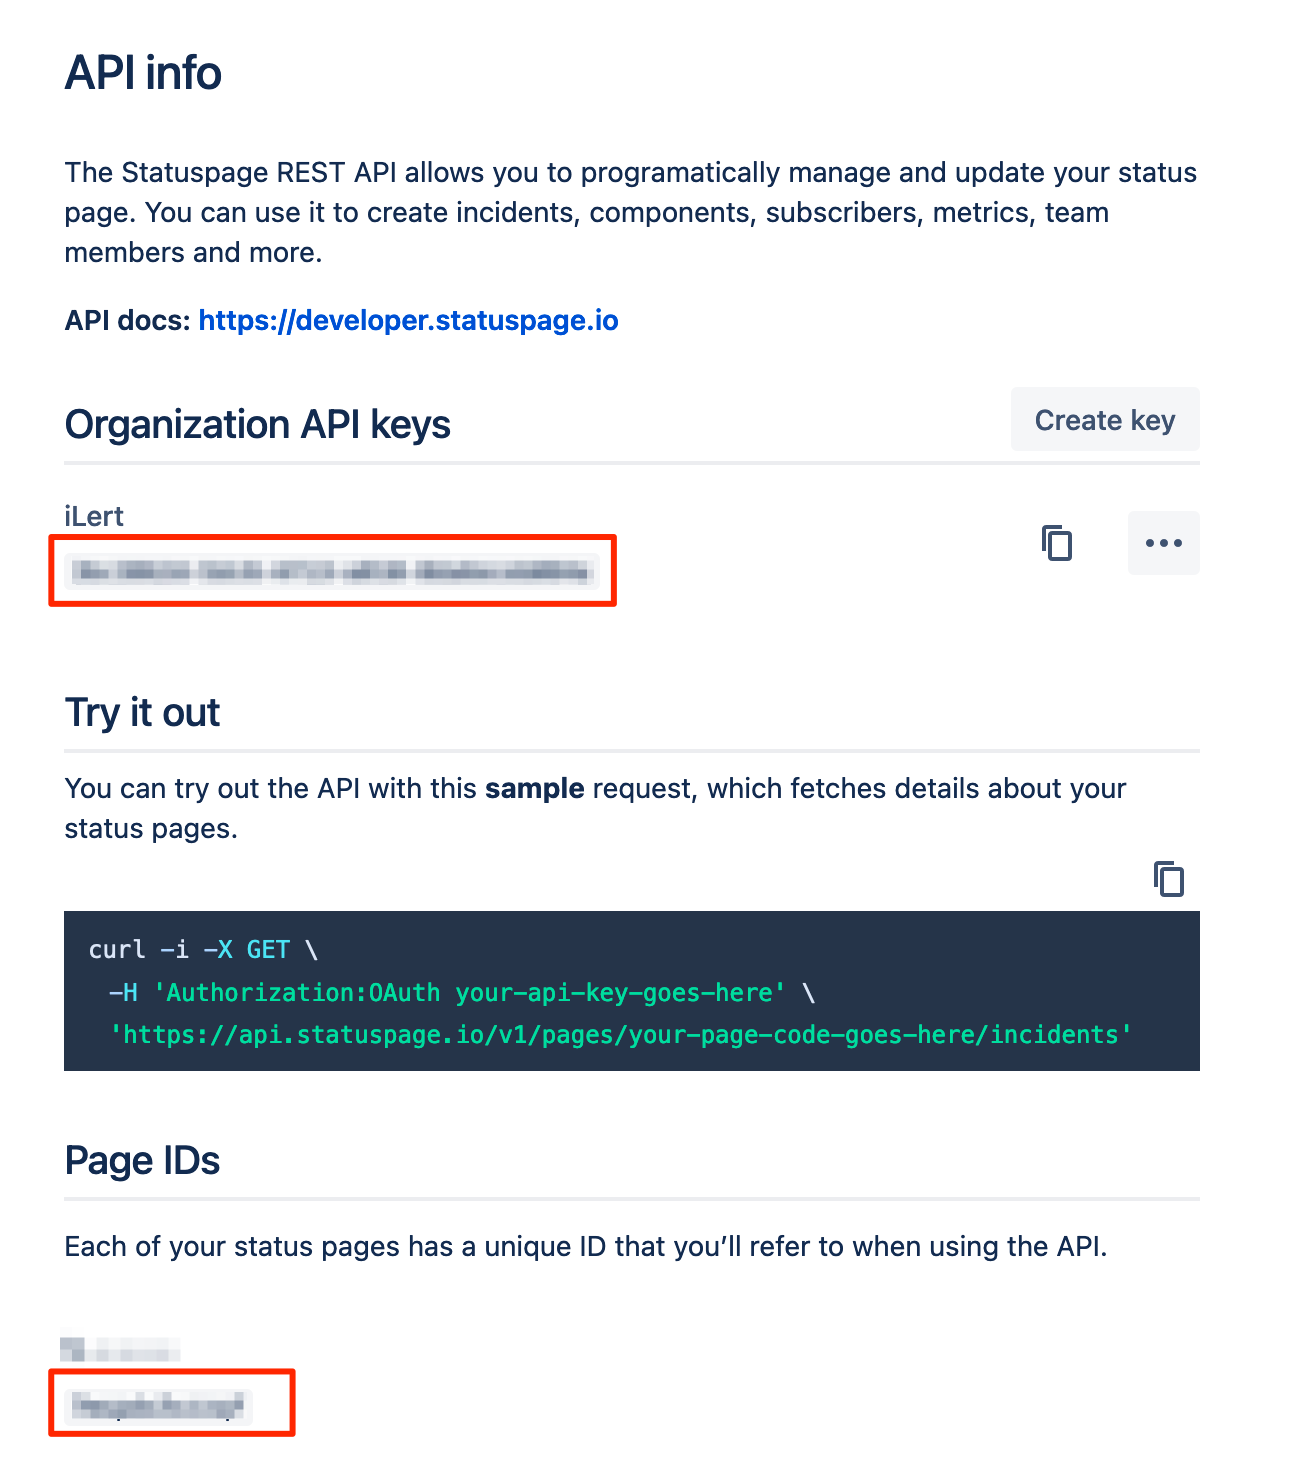 API info
The Statuspage REST API allows you to programatically manage and update your status
page. You can use it to create incidents, components, subscribers, metrics, team
members and more.
API docs: https://developer.statuspage.io
Organization API keys
Create key
iLert
Try it out
You can try out the API with this sample request, which fetches details about your
status pages.
curl -i -X GET \
-H 'Authorization:OAuth your-api-key-goes-here' \
'https://api.statuspage.io/v1/pages/your-page-code-goes-here/incidents'
Page IDs
Each of your status pages has a unique ID that you’ll refer to when using the API.